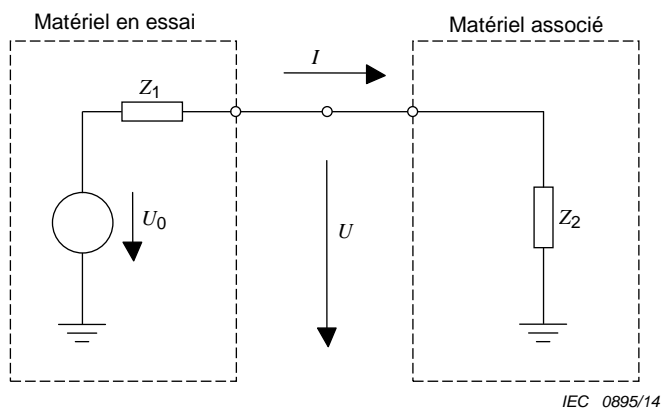 Matériel en essai
Matériel associé
I
Z1
U0
U
Z2
IEC 0895/14